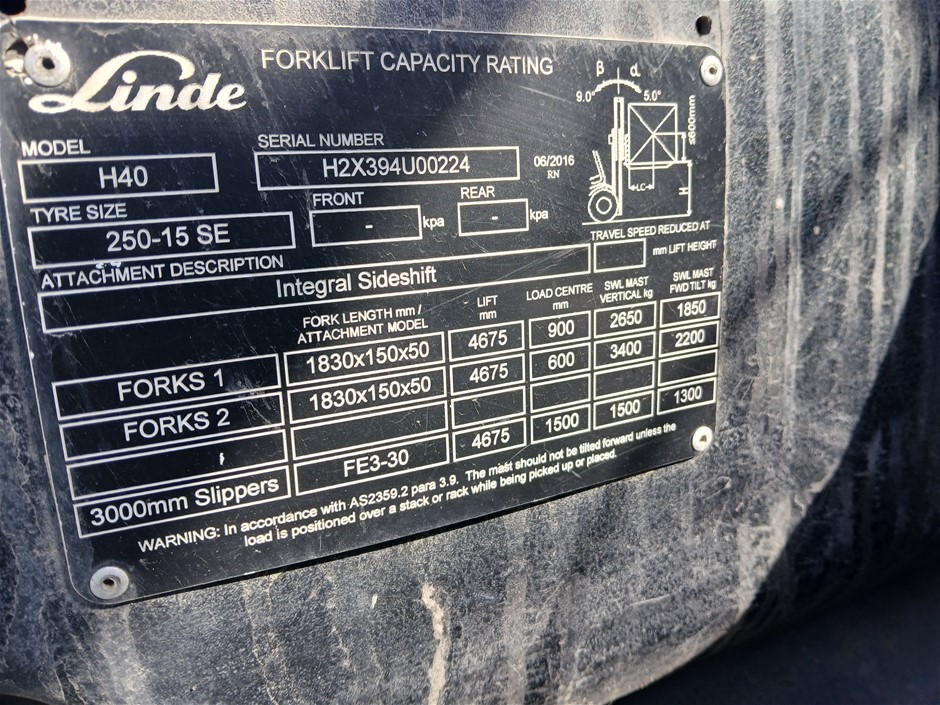 Linde
FORKLIFT CAPACITY RATING
β α
9.0° 5.0°
≤600mm
LC
H
MODEL
H40
SERIAL NUMBER
H2X394U00224
06/2016
RN
TYRE SIZE
250-15 SE
FRONT
- kpa
REAR
- kpa
TRAVEL SPEED REDUCED AT
mm LIFT HEIGHT
ATTACHMENT DESCRIPTION
Integral Sideshift
FORK LENGTH mm /
ATTACHMENT MODEL
LIFT
mm
LOAD CENTRE
mm
SWL MAST
VERTICAL kg
SWL MAST
FWD TILT kg
FORKS 1 1830x150x50 4675 900 2650 1850
FORKS 2 1830x150x50 4675 600 3400 2200
3000mm Slippers FE3-30 4675 1500 1500 1300
WARNING: In accordance with AS2359.2 para 3.9. The mast should not be tilted forward unless the
load is positioned over a stack or rack while being picked up or placed.